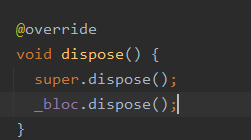 @override
void dispose() {
super.dispose();
_bloc.dispose();
}